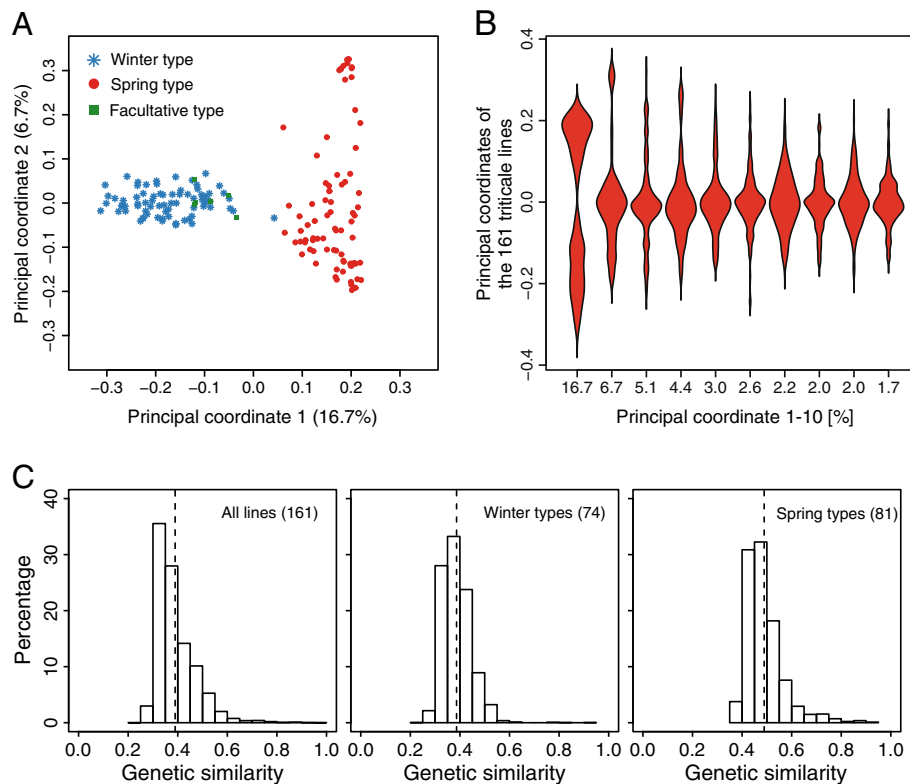 A
Winter type
Spring type
Facultative type
Principal coordinate 2 (6.7%)
0.3
0.2
0.1
0.0
−0.1
−0.3
−0.3
−0.2
−0.1
0.0
0.1
0.2
0.3
Principal coordinate 1 (16.7%)
B
Principal coordinates of
the 161 triticale lines
0.4
0.2
0.0
−0.2
−0.4
16.7
6.7
5.1
4.4
3.0
2.6
2.2
2.0
2.0
1.7
Principal coordinate 1-10 [%]
C
Percentage
40
30
20
10
0
All lines (161)
0.0
0.2
0.4
0.6
0.8
1.0
Genetic similarity
Winter types (74)
0.0
0.2
0.4
0.6
0.8
1.0
Genetic similarity
Spring types (81)
0.0
0.2
0.4
0.6
0.8
1.0
Genetic similarity